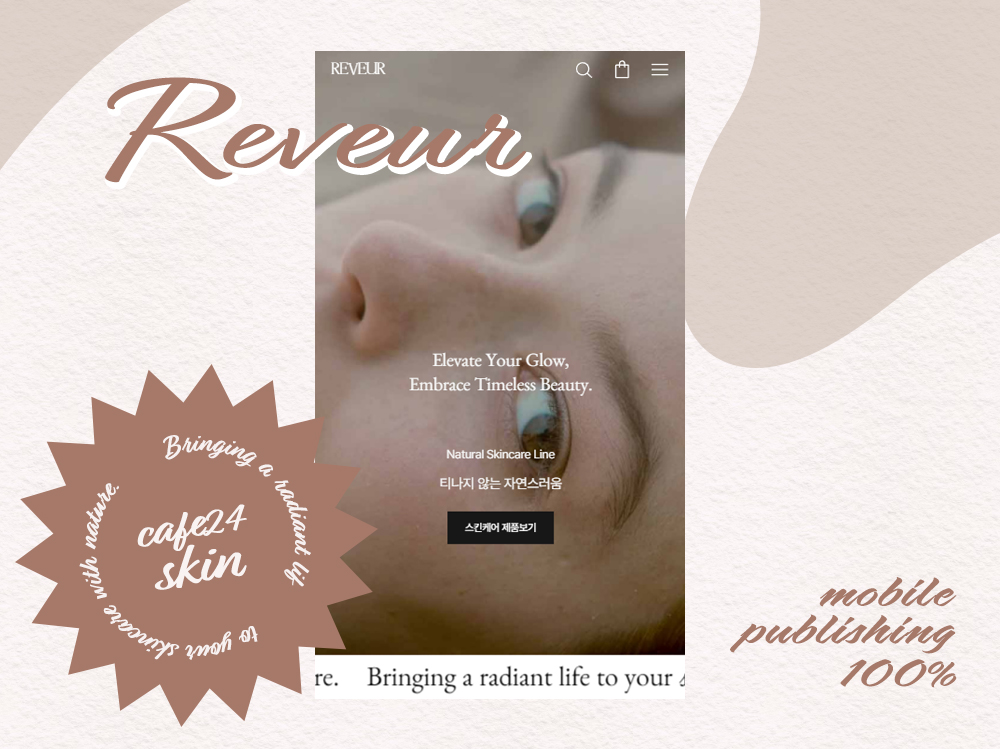 REVEUR
Reveur
Elevate Your Glow,
Embrace Timeless Beauty.
Natural Skincare Line
티나지 않는 자연스러움
스킨케어 제품보기
re. Bringing a radiant life to your
Bringing a radiant life to your skincare with nature.
cafe24
skin
mobile
publishing
100%